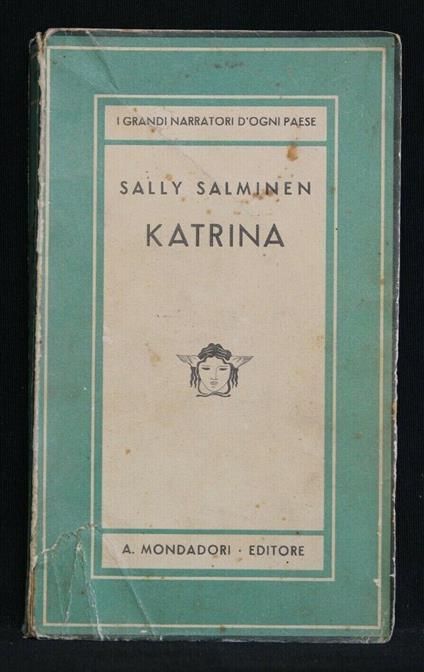 I GRANDI NARRATORI D'OGNI PAESE
SALLY SALMINEN
KATRINA
A. MONDADORI · EDITORE